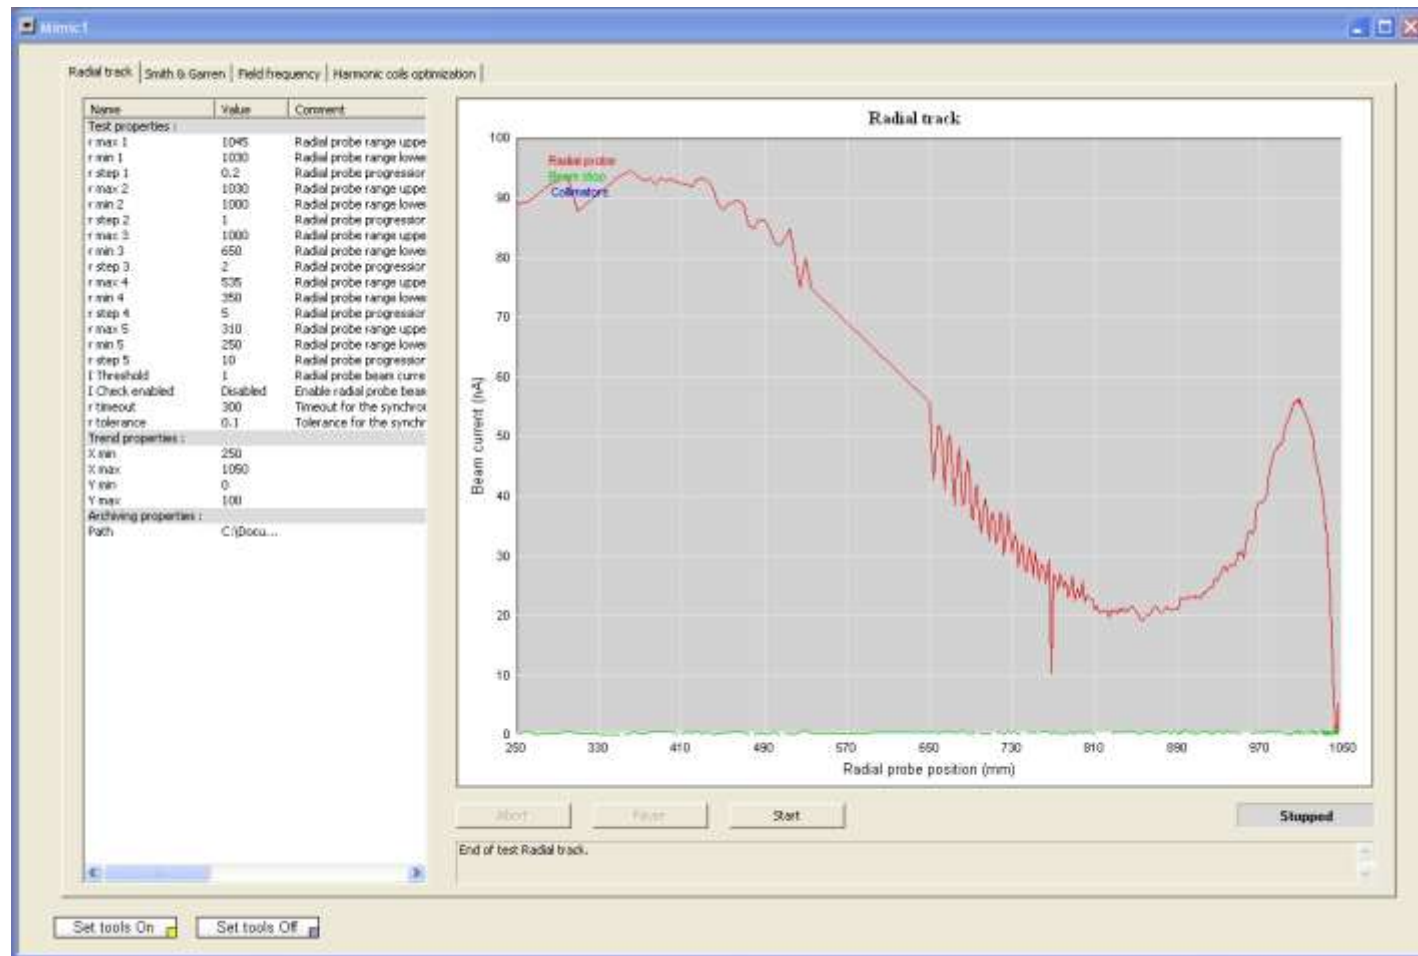 Mimic1
Radial track Smith & Garren Field frequency Harmonic coils optimization
Name Value Comment
Test properties :
r max 1 1045 Radial probe range uppe
r min 1 1030 Radial probe range lowe
r step 1 0.2 Radial probe progression
r max 2 1030 Radial probe range uppe
r min 2 1000 Radial probe range lowe
r step 2 1 Radial probe progression
r max 3 1000 Radial probe range uppe
r min 3 650 Radial probe range lowe
r step 3 2 Radial probe progression
r max 4 535 Radial probe range uppe
r min 4 350 Radial probe range lowe
r step 4 5 Radial probe progression
r max 5 310 Radial probe range uppe
r min 5 250 Radial probe range lowe
r step 5 10 Radial probe progression
I Threshold 1 Radial probe beam curre
I Check enabled Disabled Enable radial probe bear
r timeout 300 Timeout for the synchro
r tolerance 0.1 Tolerance for the synchr
Trend properties :
X min 250
X max 1050
Y min 0
Y max 100
Archiving properties :
Path C:\Docu...
Radial track
Radial probe
Beam stop
Collimators
100
90
80
70
60
50
40
30
20
10
0
Beam current (nA)
250 330 410 490 570 650 730 810 890 970 1050
Radial probe position (mm)
Abort Pause Start Stopped
End of test Radial track.
Set tools On Set tools Off